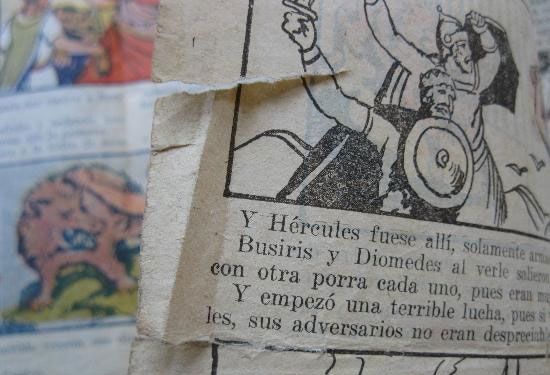 Y Hércules fuese allí, solamente arma
Busiris y Diomedes al verle salieron
con otra porra cada uno, pues eran
Y empezó una terrible lucha, pues si
les, sus adversarios no eran despreciab